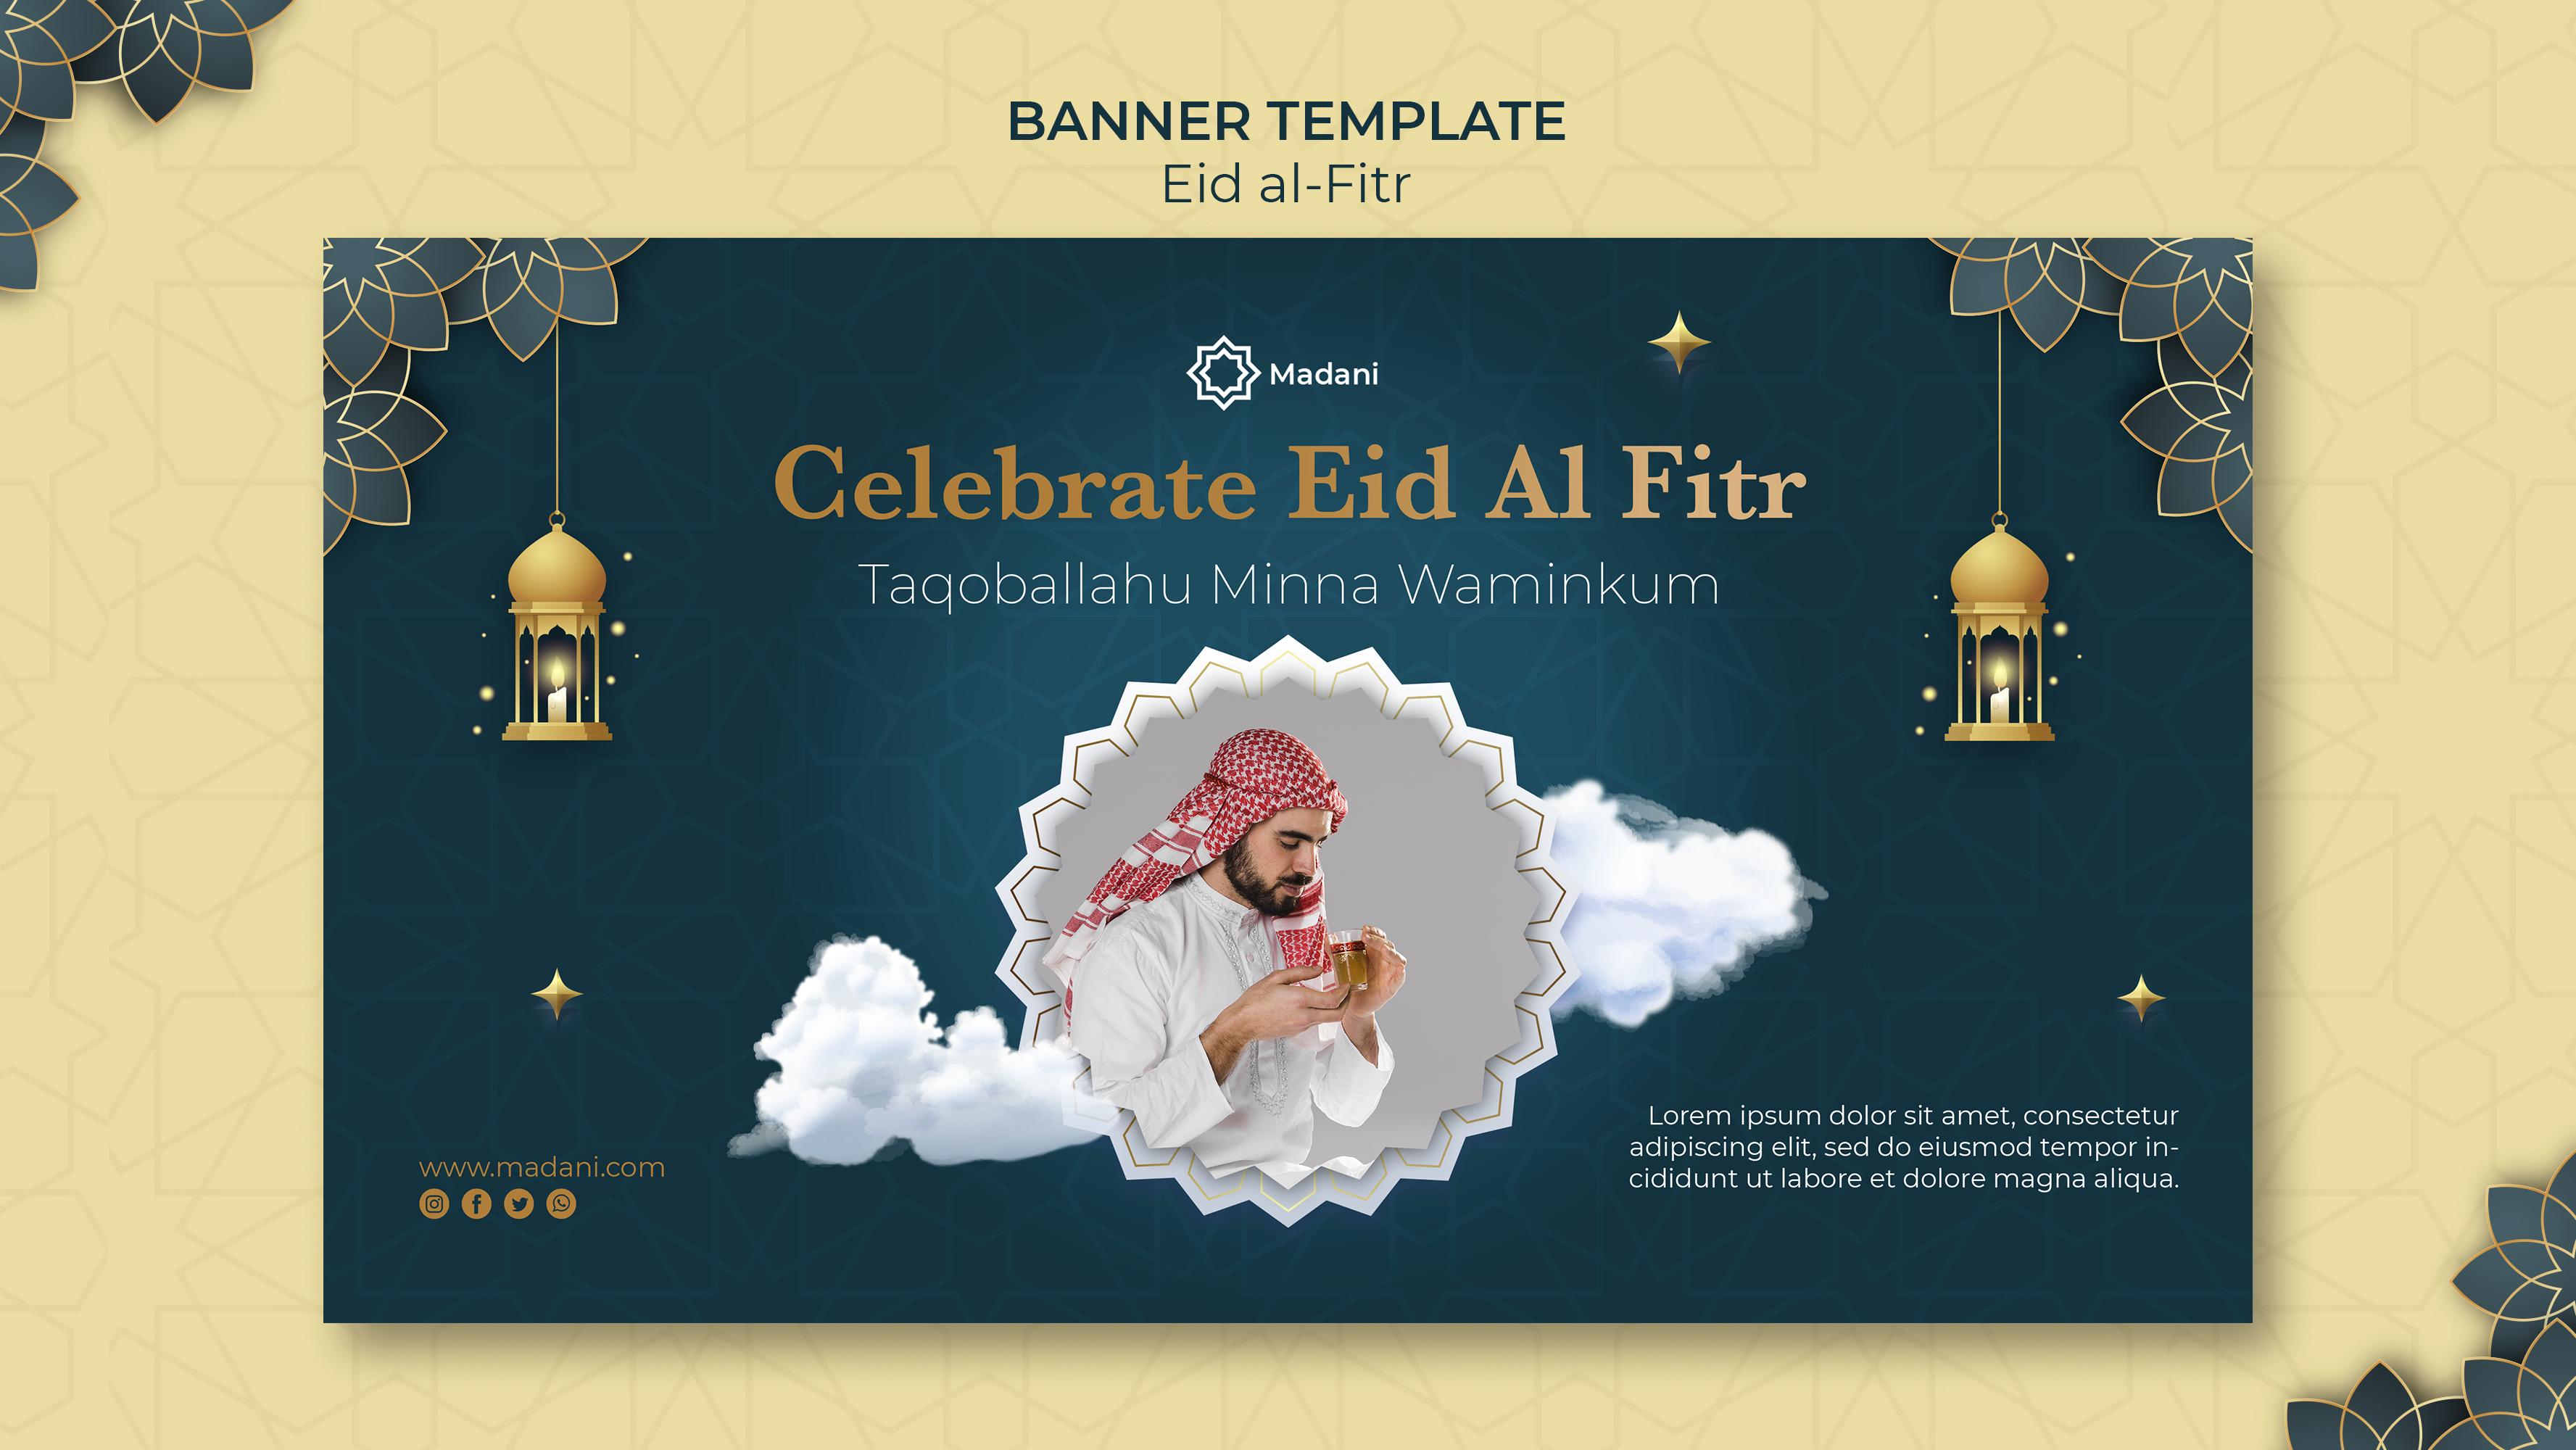 BANNER TEMPLATE
Eid al-Fitr
Madani
Celebrate Eid Al Fitr
Taqoballahu Minna Waminkum
Lorem ipsum dolor sit amet, consectetur
adipiscing elit, sed do eiusmod tempor in-
cididunt ut labore et dolore magna aliqua.
www.madani.com